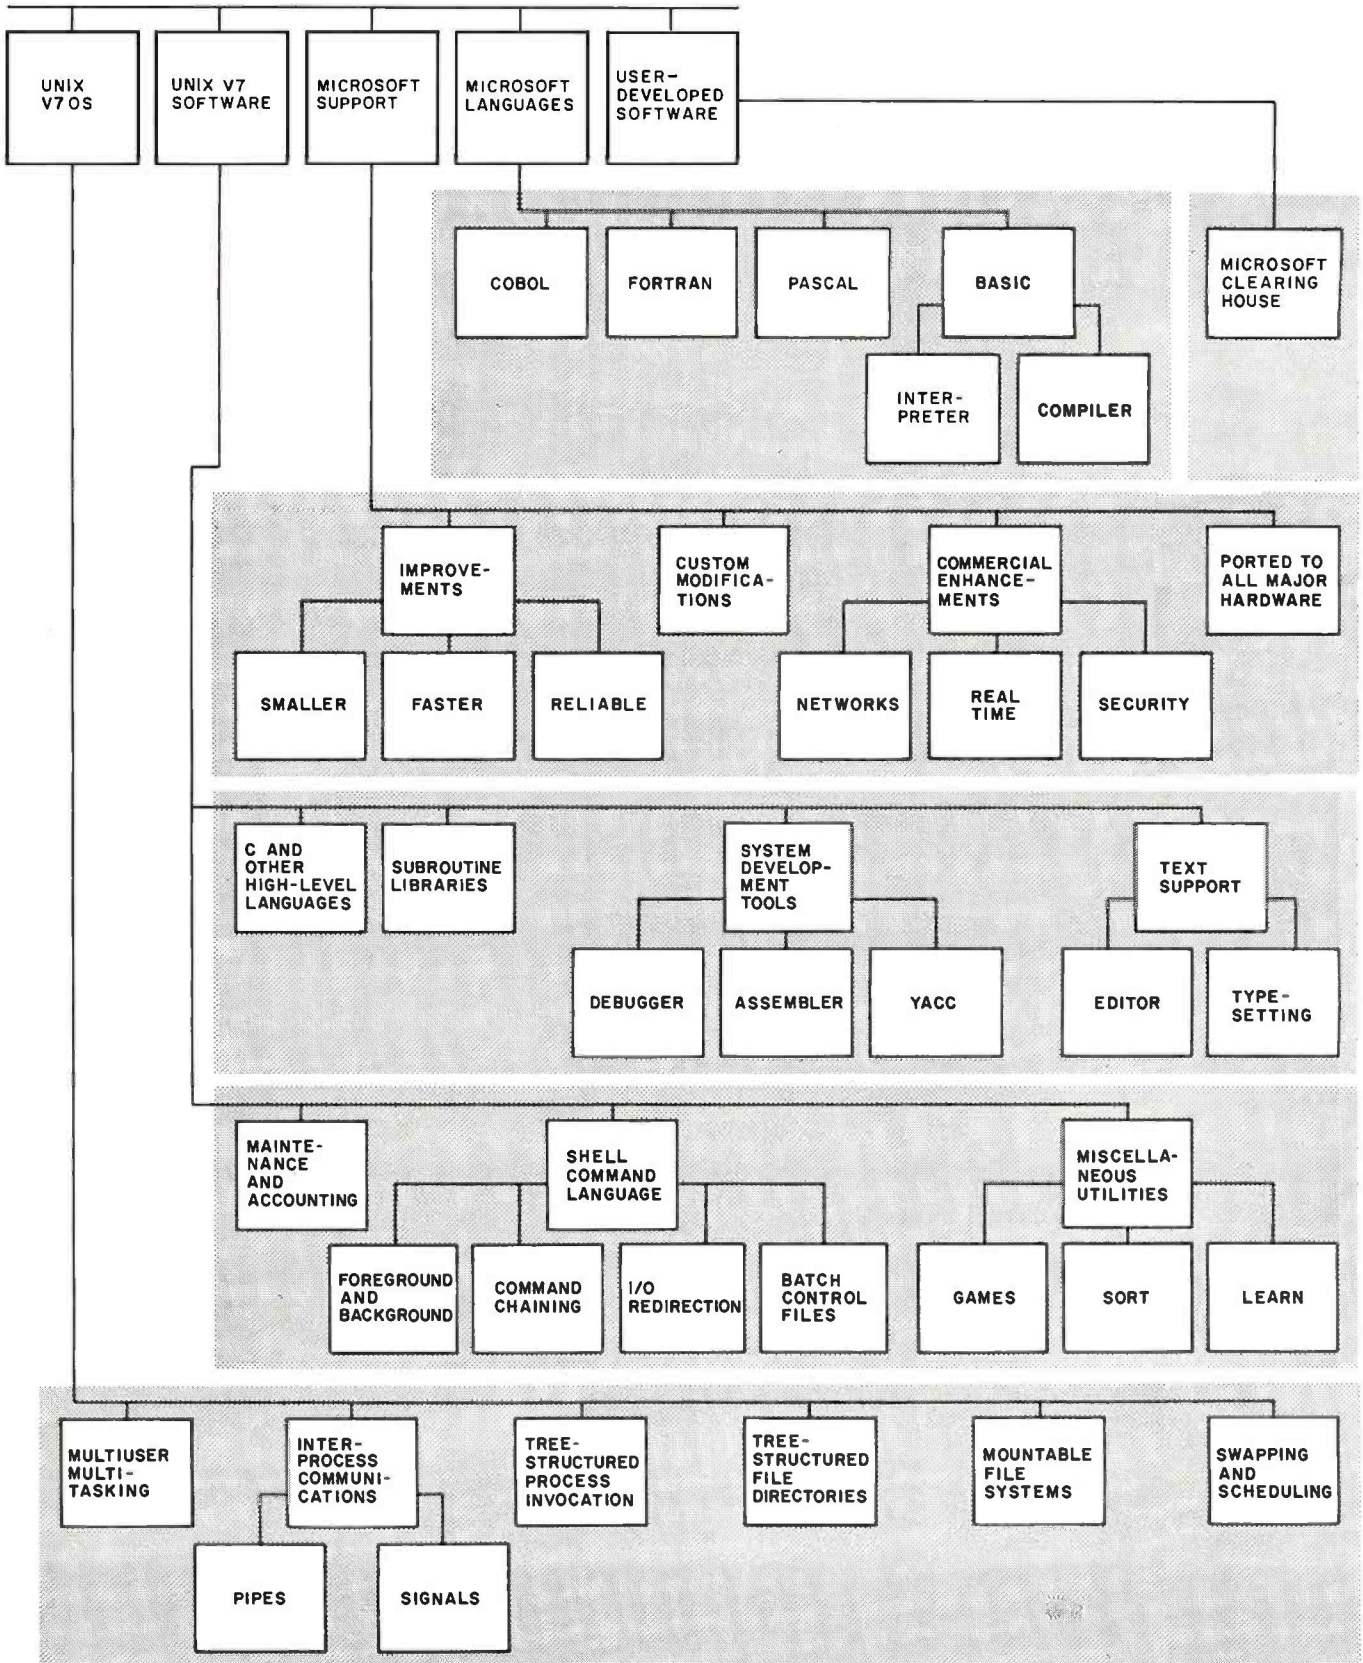 UNIX
V7 OS
UNIX V7
SOFTWARE
MICROSOFT
SUPPORT
MICROSOFT
LANGUAGES
USER-
DEVELOPED
SOFTWARE
COBOL
FORTRAN
PASCAL
BASIC
MICROSOFT
CLEARING
HOUSE
INTER-
PRETER
COMPILER
IMPROVE-
MENTS
CUSTOM
MODIFICA-
TIONS
COMMERCIAL
ENHANCE-
MENTS
PORTED TO
ALL MAJOR
HARDWARE
SMALLER
FASTER
RELIABLE
NETWORKS
REAL
TIME
SECURITY
C AND
OTHER
HIGH-LEVEL
LANGUAGES
SUBROUTINE
LIBRARIES
SYSTEM
DEVELOP-
MENT
TOOLS
TEXT
SUPPORT
DEBUGGER
ASSEMBLER
YACC
EDITOR
TYPE-
SETTING
MAINTE-
NANCE
AND
ACCOUNTING
SHELL
COMMAND
LANGUAGE
MISCELLA-
NEOUS
UTILITIES
FOREGROUND
AND
BACKGROUND
COMMAND
CHAINING
I/O
REDIRECTION
BATCH
CONTROL
FILES
GAMES
SORT
LEARN
MULTIUSER
MULTI-
TASKING
INTER-
PROCESS
COMMUNI-
CATIONS
TREE-
STRUCTURED
PROCESS
INVOCATION
TREE-
STRUCTURED
FILE
DIRECTORIES
MOUNTABLE
FILE
SYSTEMS
SWAPPING
AND
SCHEDULING
PIPES
SIGNALS